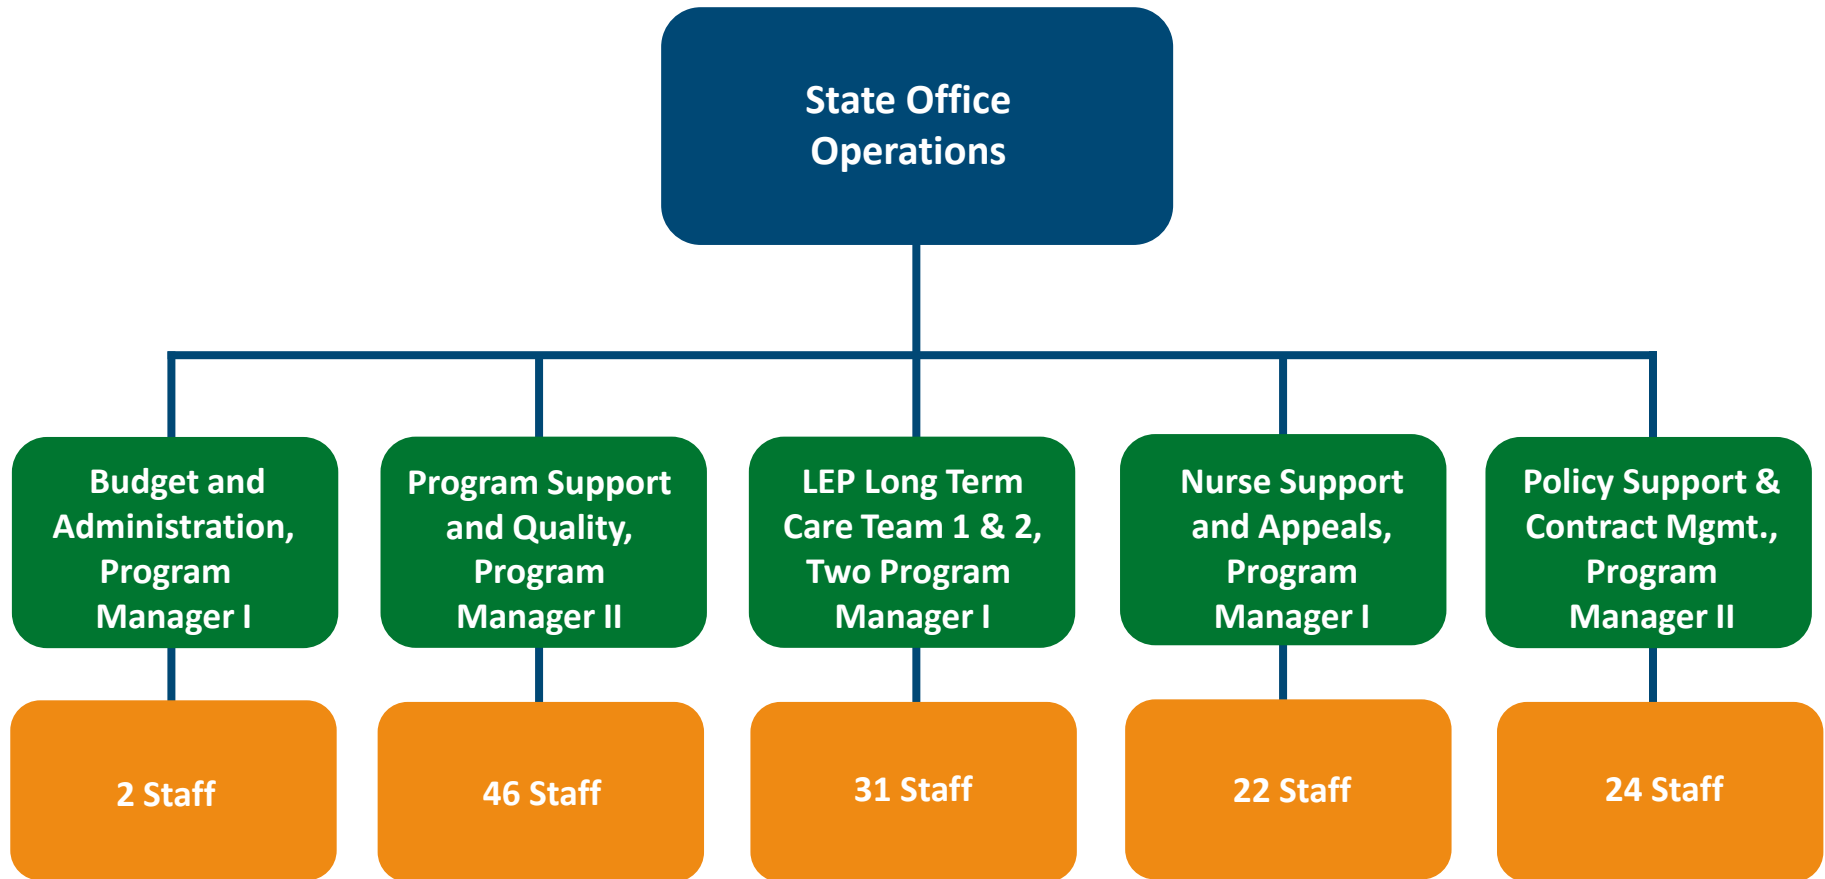 State Office
Operations
Budget and
Administration,
Program
Manager I
Program Support
and Quality,
Program
Manager II
LEP Long Term
Care Team 1 & 2,
Two Program
Manager I
Nurse Support
and Appeals,
Program
Manager I
Policy Support &
Contract Mgmt.,
Program
Manager II
2 Staff
46 Staff
31 Staff
22 Staff
24 Staff